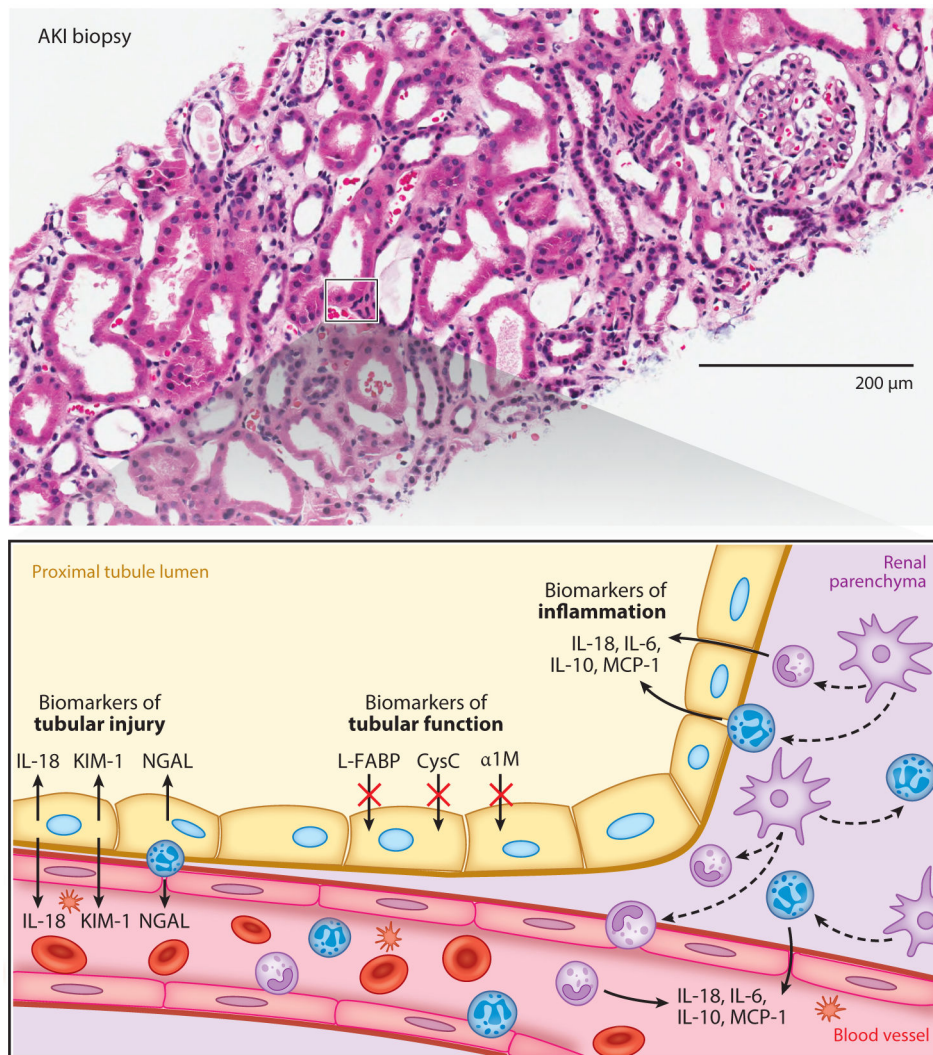 AKI biopsy
200 μm
Proximal tubule lumen
Renal
parenchyma
Biomarkers of
inflammation
IL-18, IL-6,
IL-10, MCP-1
Biomarkers of
tubular injury
IL-18 KIM-1 NGAL
Biomarkers of
tubular function
L-FABP CysC α1M
IL-18 KIM-1 NGAL
IL-18, IL-6,
IL-10, MCP-1
Blood vessel